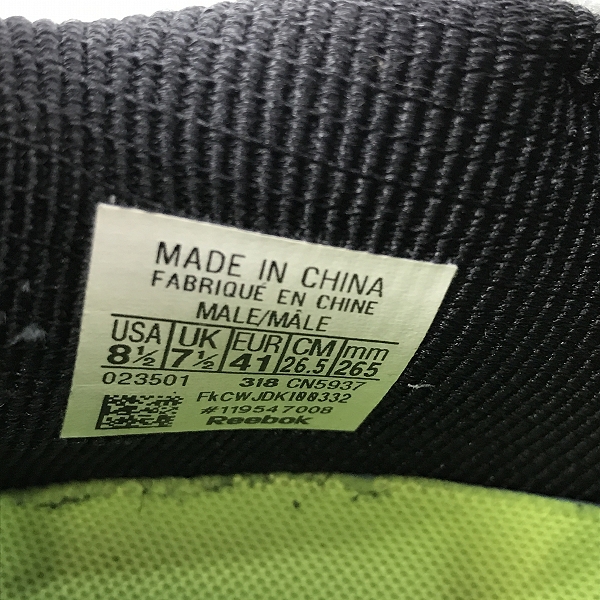 MADE IN CHINA
FABRIQUÉ EN CHINE
MALE/MÂLE
USA UK EUR CM mm
8½ 7½ 41 26.5 265
023501 318 CN5937
FkCWJDK100332
#119547008
Reebok